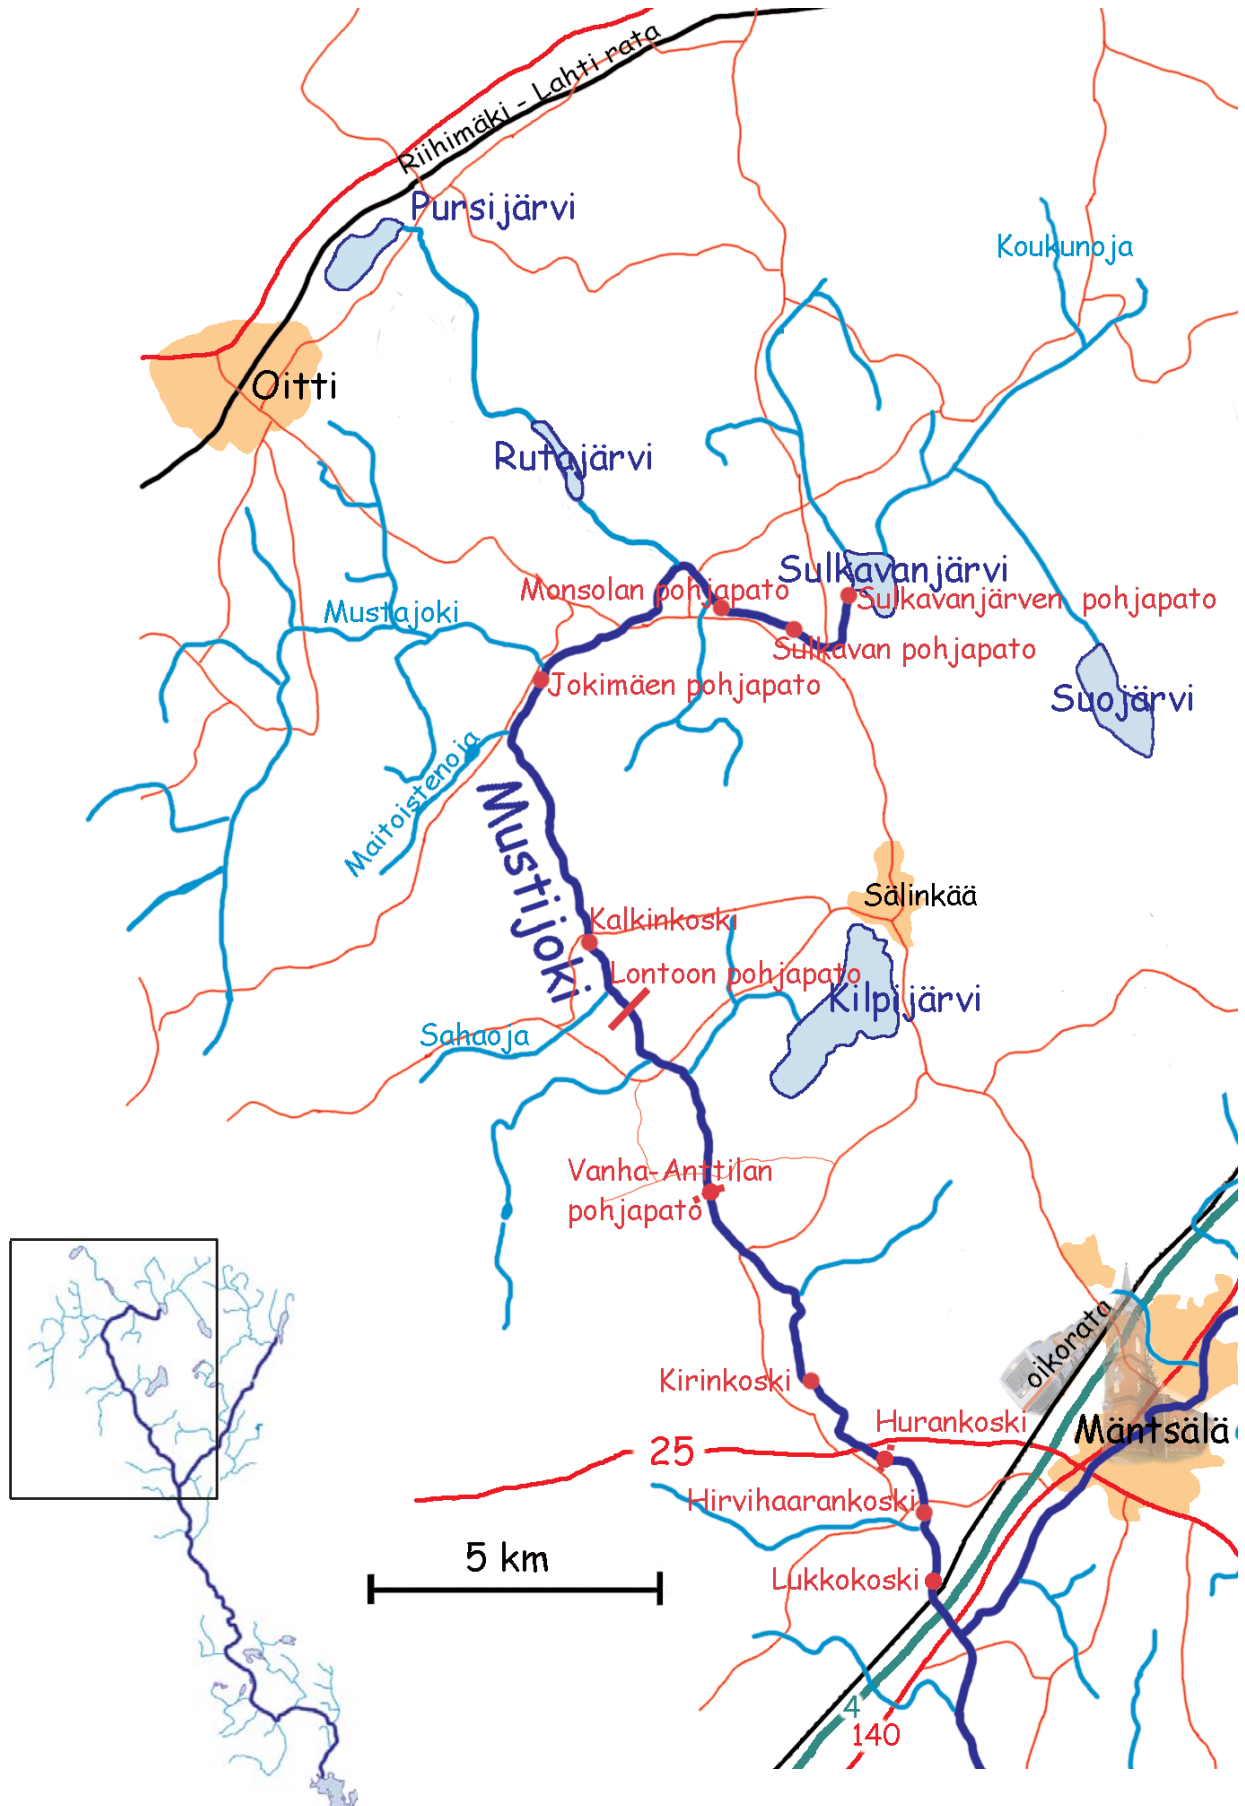 Riihimäki - Lahti rata
Pursijärvi
Koukunoja
Oitti
Rutajärvi
Sulkavanjärvi
Monsolan pohjapato
Sulkavanjärven pohjapato
Mustajoki
Sulkavan pohjapato
Jokimäen pohjapato
Suojärvi
Maitoistenoja
Mustijoki
Sälinkää
Kalkinkoski
Lontoon pohjapato
Kilpijärvi
Sahaoja
Vanha-Anttilan
pohjapato
oikorata
Kirinkoski
Hurankoski
Mäntsälä
25
Hirvihaarankoski
5 km
Lukkokoski
4
140